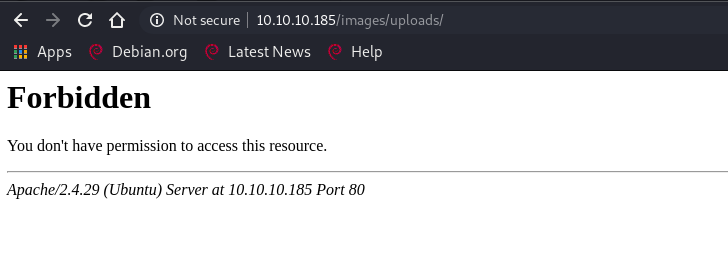 Not secure | 10.10.10.185/images/uploads/
Apps Debian.org Latest News Help
Forbidden
You don't have permission to access this resource.
Apache/2.4.29 (Ubuntu) Server at 10.10.10.185 Port 80